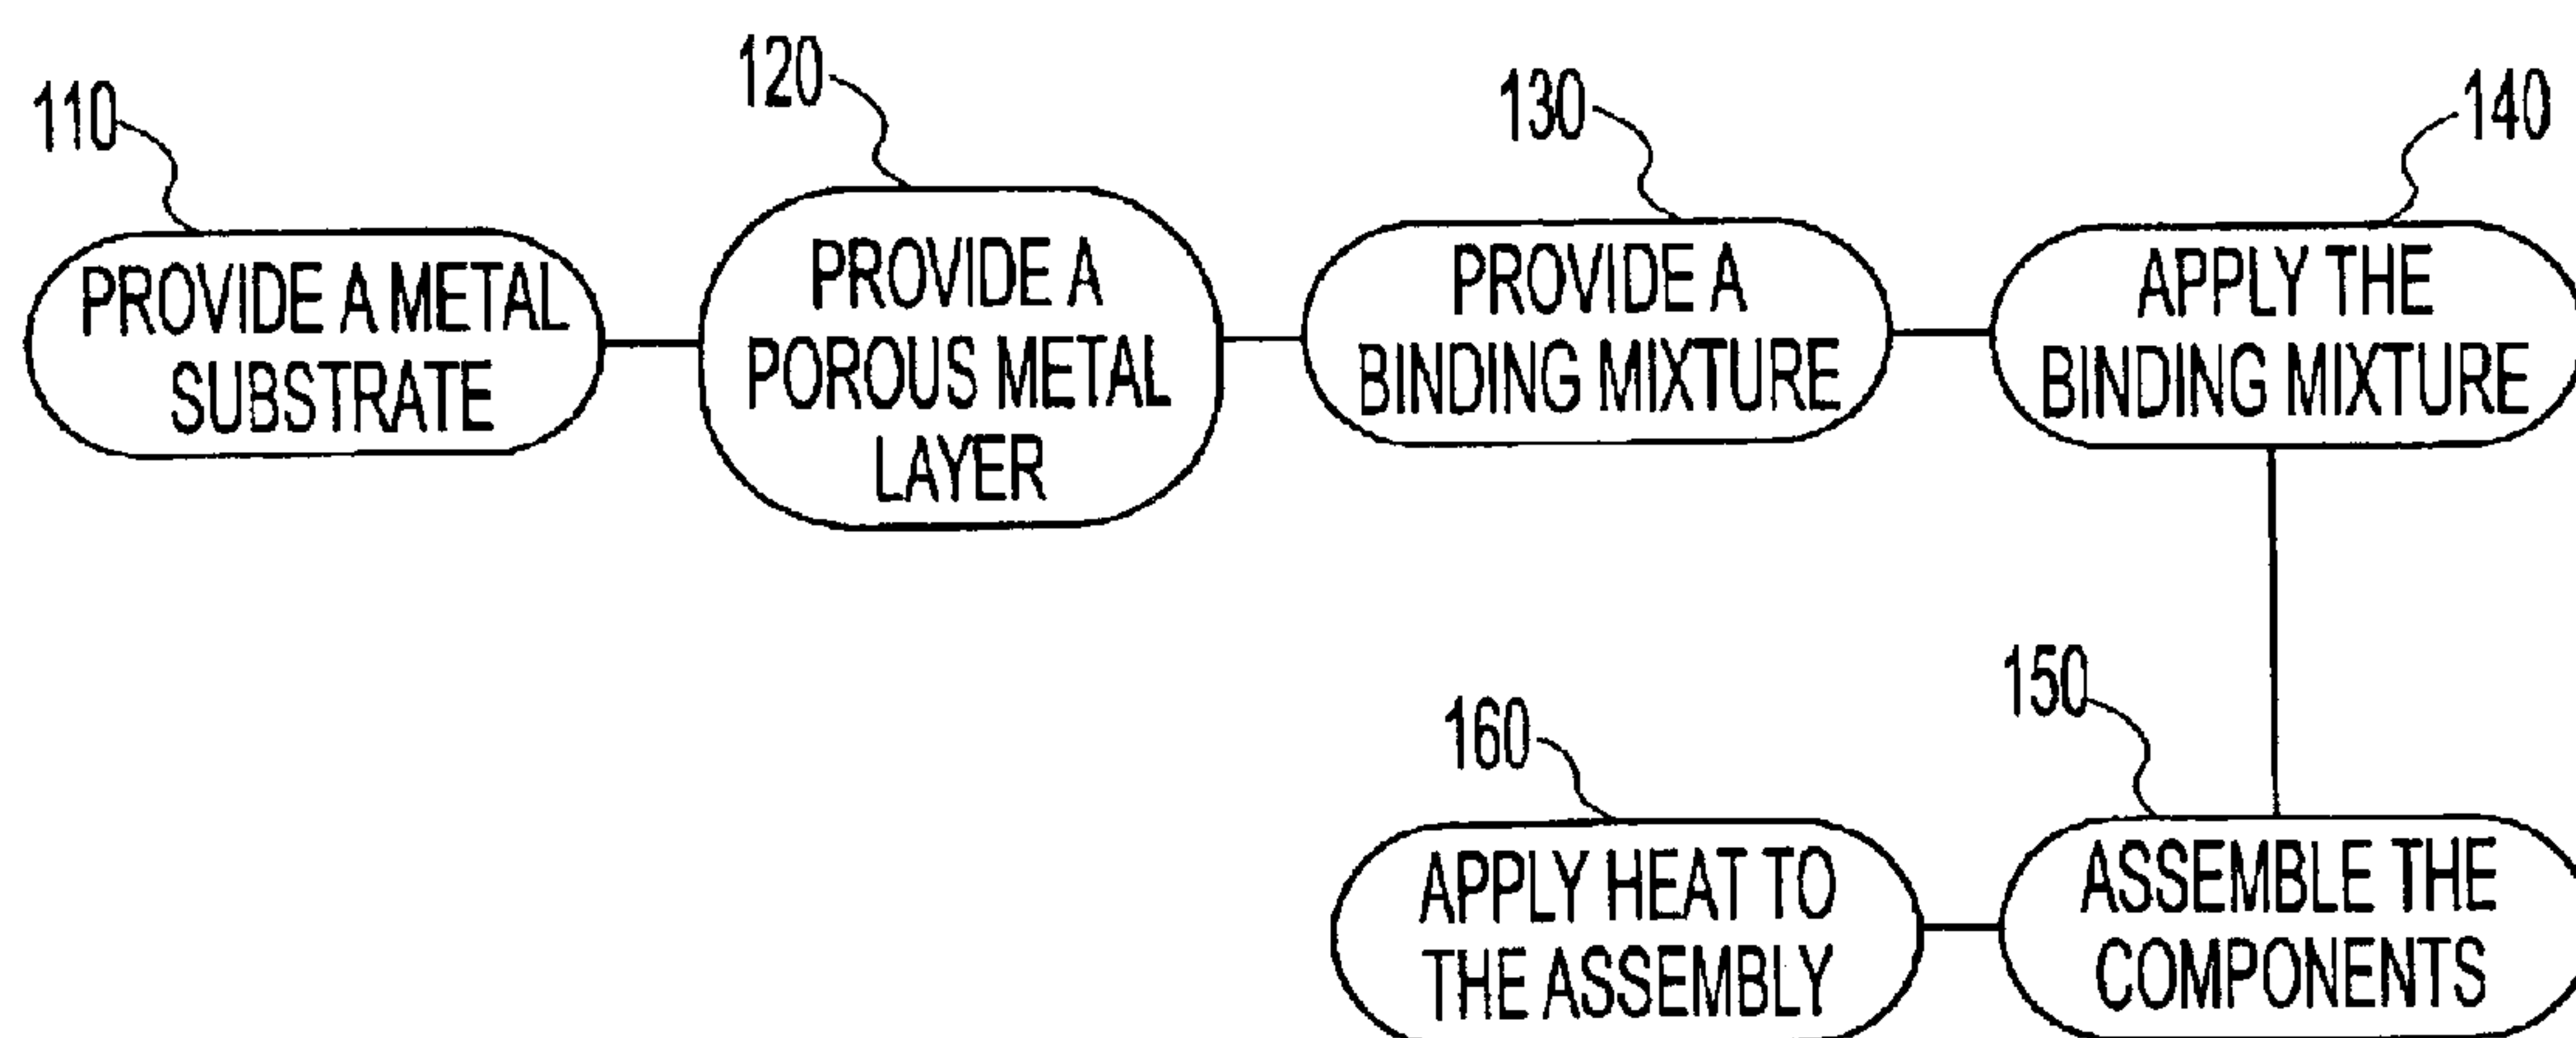 110
PROVIDE A METAL
SUBSTRATE
120
PROVIDE A
POROUS METAL
LAYER
130
PROVIDE A
BINDING MIXTURE
140
APPLY THE
BINDING MIXTURE
150
ASSEMBLE THE
COMPONENTS
160
APPLY HEAT TO
THE ASSEMBLY